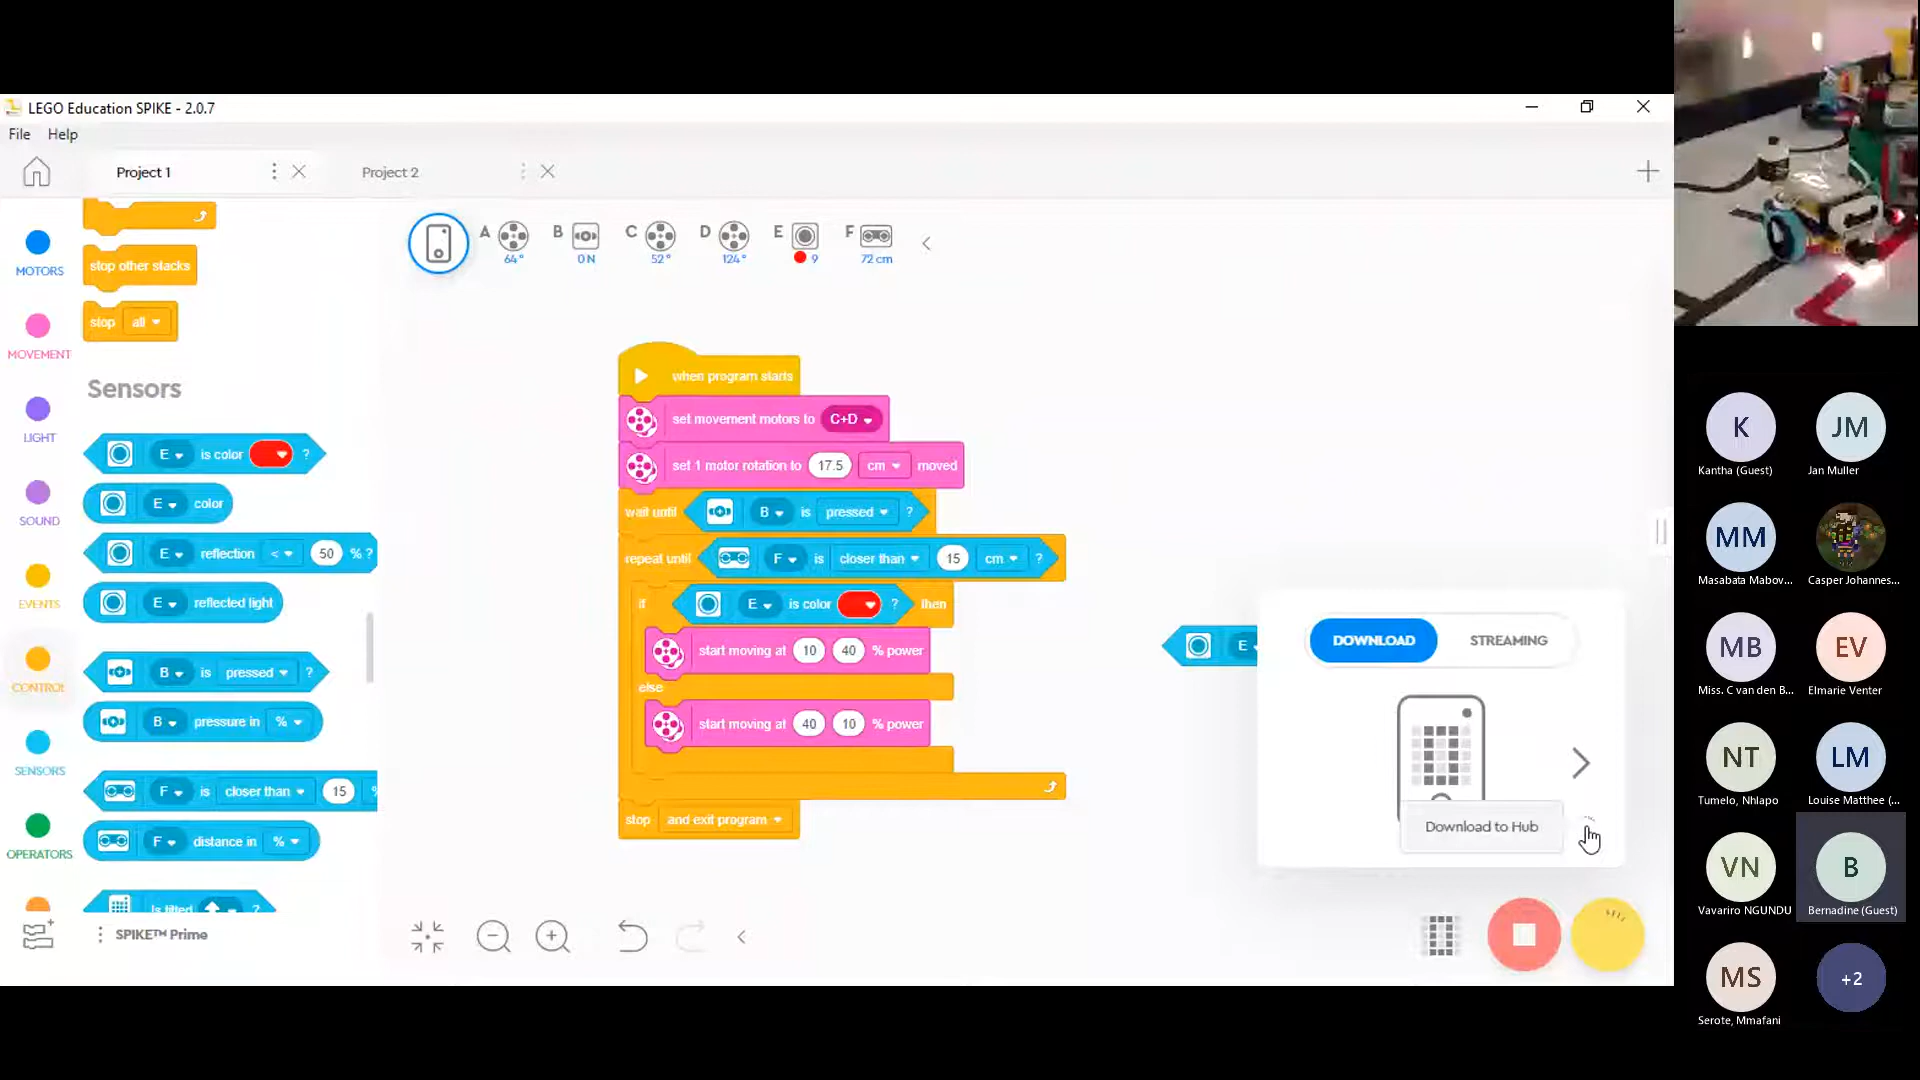 LEGO Education SPIKE - 2.0.7
File Help
Project 1
Project 2
A B C D E F
64° 0 N 52° 124° 9 72 cm
MOTORS
MOVEMENT
LIGHT
SOUND
EVENTS
CONTROL
SENSORS
OPERATORS
stop other stacks
stop all
Sensors
E is color ?
E color
E reflection < 50 % ?
E reflected light
B is pressed ?
B pressure in %
F is closer than 15 %
F distance in %
is tilted ?
SPIKE™ Prime
when program starts
set movement motors to C+D
set 1 motor rotation to 17.5 cm moved
wait until B is pressed ?
repeat until F is closer than 15 cm ?
if E is color ? then
start moving at 10 40 % power
else
start moving at 40 10 % power
stop and exit program
E
DOWNLOAD STREAMING
Download to Hub
K JM
Kantha (Guest) Jan Muller
MM
Masabata Mabov... Casper Johannes...
MB EV
Miss. C van den B... Elmarie Venter
NT LM
Tumelo, Nhlapo Louise Matthee (...
VN B
Vavariro NGUNDU Bernadine (Guest)
MS +2
Serote, Mmafani